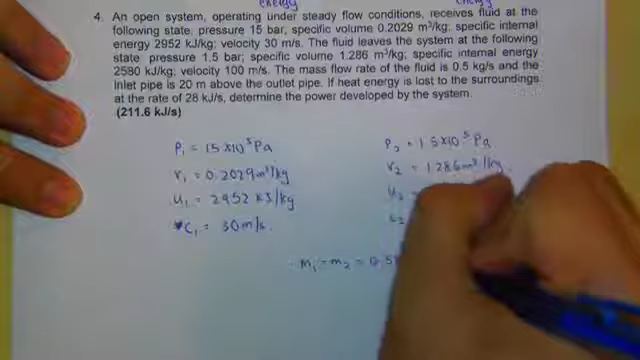 energy energy
4. An open system, operating under steady flow conditions, receives fluid at the
following state: pressure 15 bar, specific volume 0.2029 m³/kg, specific internal
energy 2952 kJ/kg; velocity 30 m/s. The fluid leaves the system at the following
state pressure 1.5 bar; specific volume 1.286 m³/kg; specific internal energy
2580 kJ/kg; velocity 100 m/s. The mass flow rate of the fluid is 0.5 kg/s and the
inlet pipe is 20 m above the outlet pipe. If heat energy is lost to the surroundings
at the rate of 28 kJ/s, determine the power developed by the system.
(211.6 kJ/s)
P₁ = 15 x10⁵ Pa P₂ = 1.5 x10⁵ Pa
V₁ = 0.2029 m³/kg V₂ = 1.286 m³/kg
u₁ = 2952 kJ/kg u₂ =
C₁ = 30 m/s. C₂
m₁ = m₂ = 0.5